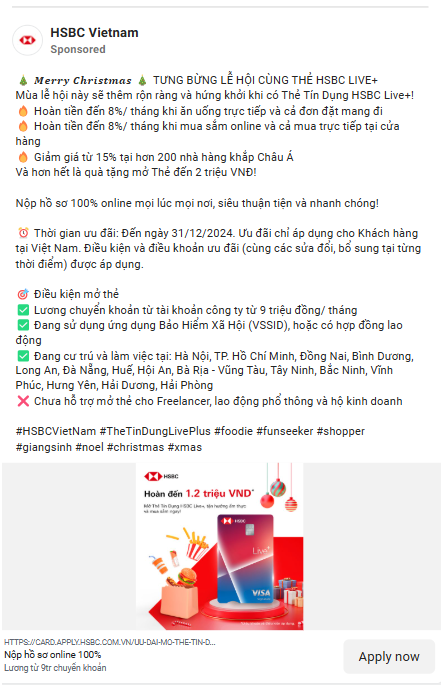 HSBC Vietnam
Sponsored
🎄 Merry Christmas 🎄 TƯNG BỪNG LỄ HỘI CÙNG THẺ HSBC LIVE+
Mùa lễ hội này sẽ thêm rộn ràng và hứng khởi khi có Thẻ Tín Dụng HSBC Live+!
🔥 Hoàn tiền đến 8%/ tháng khi ăn uống trực tiếp và cả đơn đặt mang đi
🔥 Hoàn tiền đến 8%/ tháng khi mua sắm online và cả mua trực tiếp tại cửa
hàng
🔥 Giảm giá từ 15% tại hơn 200 nhà hàng khắp Châu Á
Và hơn hết là quà tặng mở Thẻ đến 2 triệu VNĐ!
Nộp hồ sơ 100% online mọi lúc mọi nơi, siêu thuận tiện và nhanh chóng!
⏰ Thời gian ưu đãi: Đến ngày 31/12/2024. Ưu đãi chỉ áp dụng cho Khách hàng
tại Việt Nam. Điều kiện và điều khoản ưu đãi (cùng các sửa đổi, bổ sung tại từng
thời điểm) được áp dụng.
🎯 Điều kiện mở thẻ
✅ Lương chuyển khoản từ tài khoản công ty từ 9 triệu đồng/ tháng
✅ Đang sử dụng ứng dụng Bảo Hiểm Xã Hội (VSSID), hoặc có hợp đồng lao
động
✅ Đang cư trú và làm việc tại: Hà Nội, TP. Hồ Chí Minh, Đồng Nai, Bình Dương,
Long An, Đà Nẵng, Huế, Hội An, Bà Rịa - Vũng Tàu, Tây Ninh, Bắc Ninh, Vĩnh
Phúc, Hưng Yên, Hải Dương, Hải Phòng
❌ Chưa hỗ trợ mở thẻ cho Freelancer, lao động phổ thông và hộ kinh doanh
#HSBCVietNam #TheTinDungLivePlus #foodie #funseeker #shopper
#giangsinh #noel #christmas #xmas
HSBC
Hoàn đến 1.2 triệu VND*
Mở Thẻ Tín Dụng HSBC Live+, tận hưởng ẩm thực
và mua sắm ngay!
HSBC
Live+
VISA
HTTPS://CARD.APPLY.HSBC.COM.VN/UU-DAI-MO-THE-TIN-D...
Nộp hồ sơ online 100%
Lương từ 9tr chuyển khoản
Apply now